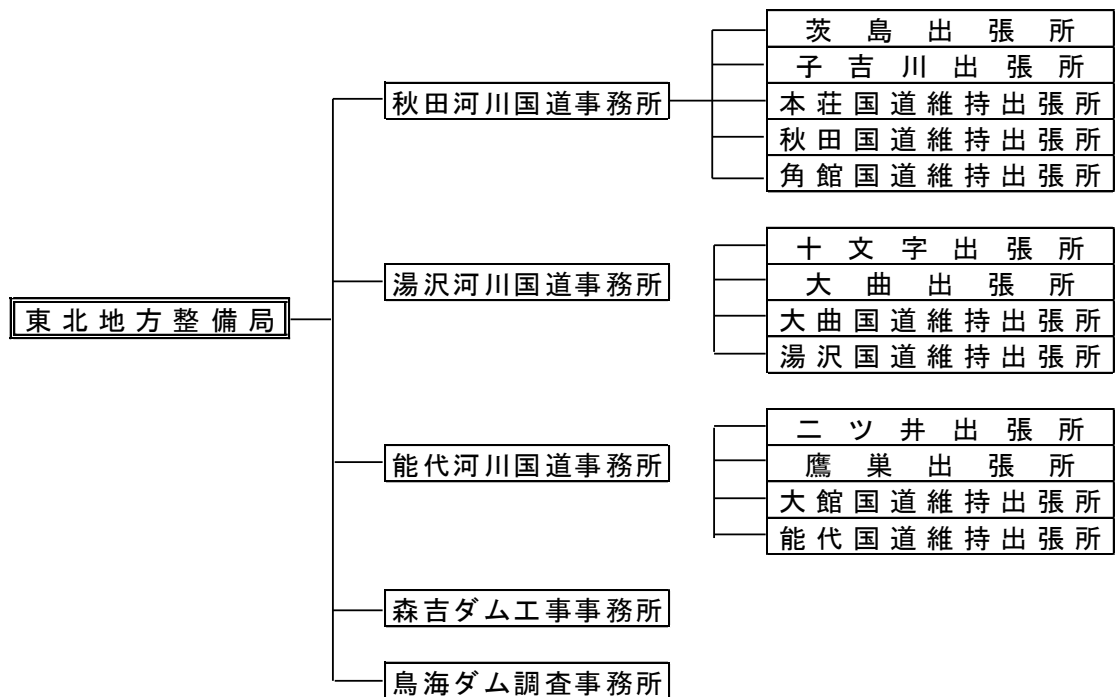 東北地方整備局
秋田河川国道事務所
茨島出張所
子吉川出張所
本荘国道維持出張所
秋田国道維持出張所
角館国道維持出張所
湯沢河川国道事務所
十文字出張所
大曲出張所
大曲国道維持出張所
湯沢国道維持出張所
能代河川国道事務所
二ツ井出張所
鷹巣出張所
大館国道維持出張所
能代国道維持出張所
森吉ダム工事事務所
鳥海ダム調査事務所